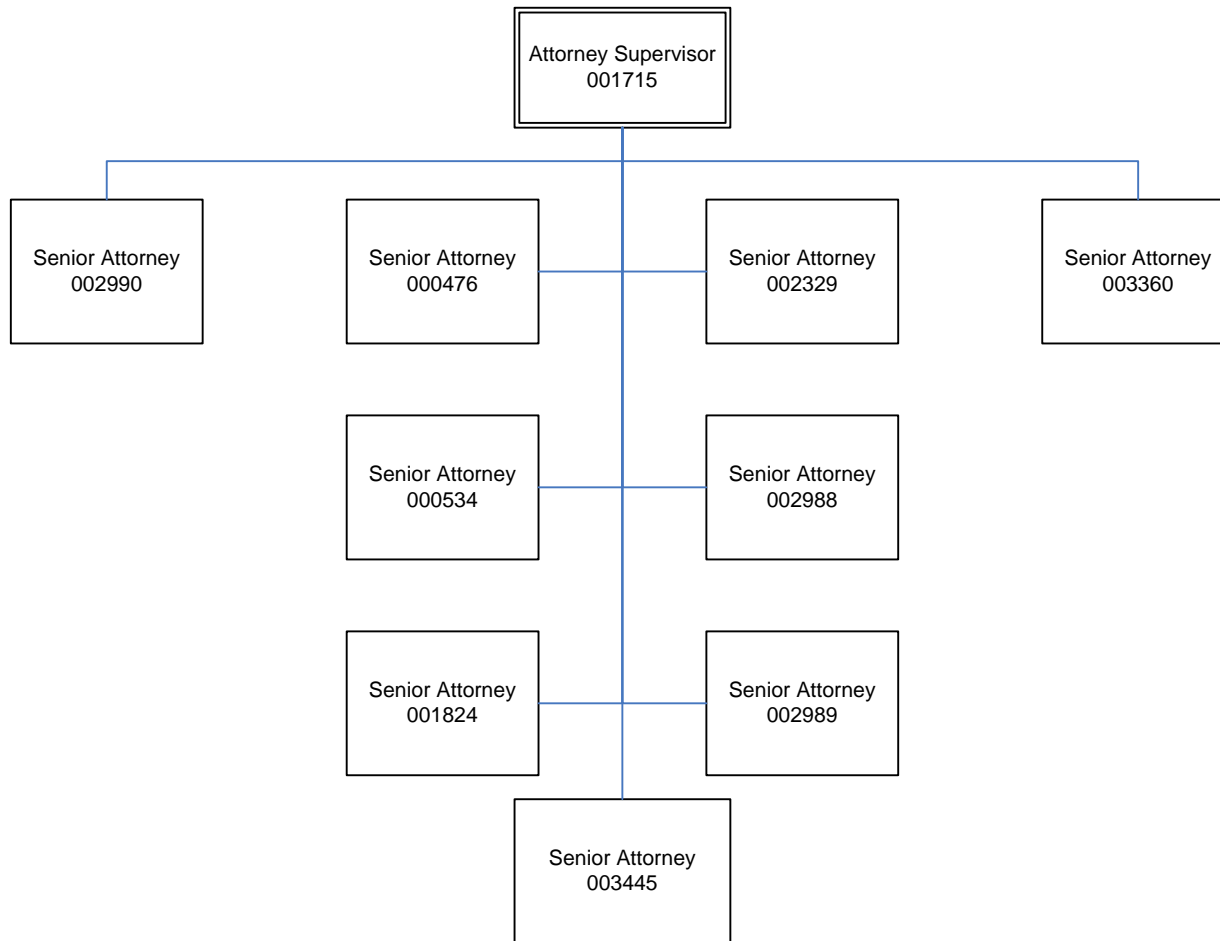 Attorney Supervisor
001715
Senior Attorney
002990
Senior Attorney
000476
Senior Attorney
002329
Senior Attorney
003360
Senior Attorney
000534
Senior Attorney
002988
Senior Attorney
001824
Senior Attorney
002989
Senior Attorney
003445